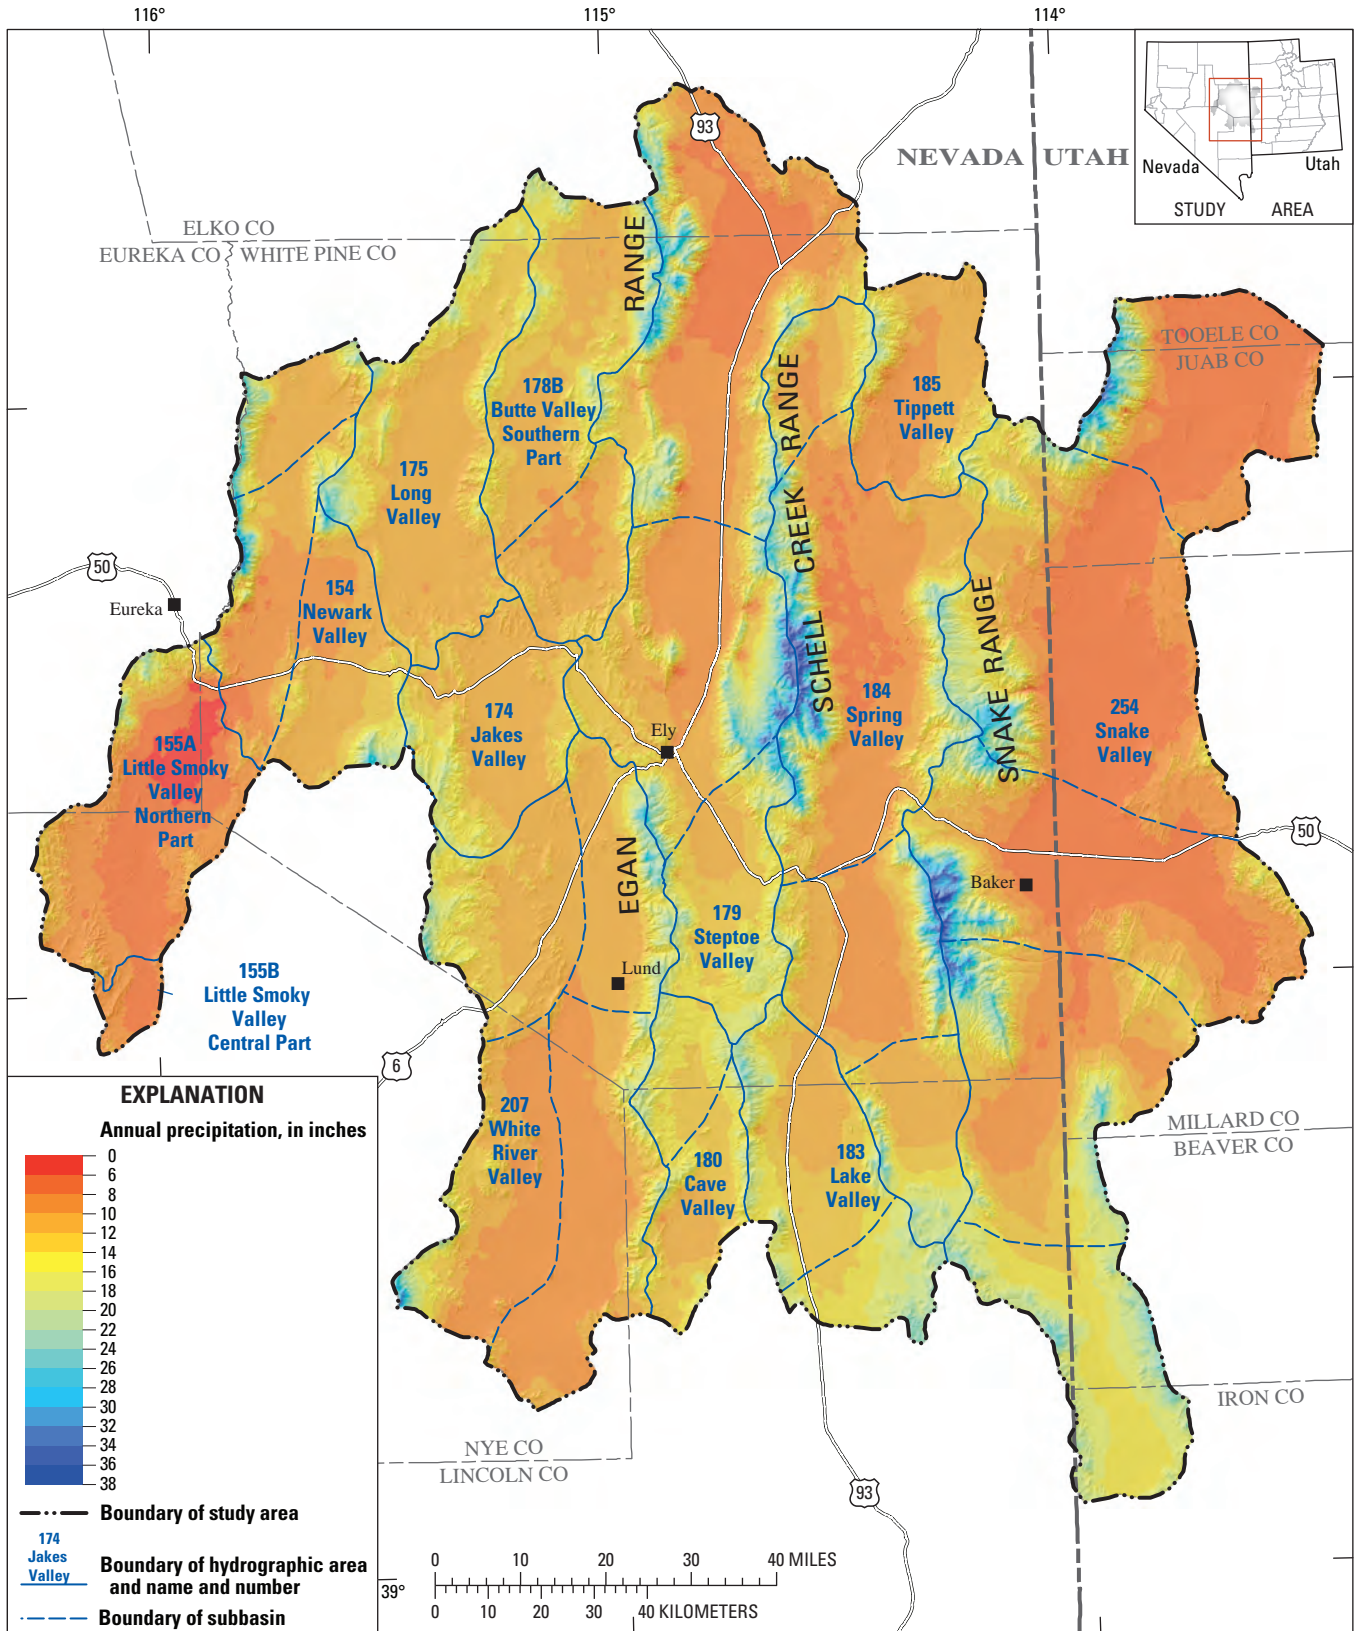 116°
115°
114°
93
NEVADA
UTAH
Nevada
Utah
STUDY AREA
ELKO CO
EUREKA CO
WHITE PINE CO
RANGE
TOOELE CO
JUAB CO
185
Tippett
Valley
178B
Butte Valley
Southern
Part
SCHELL CREEK RANGE
175
Long
Valley
50
Eureka
154
Newark
Valley
SNAKE RANGE
184
Spring
Valley
254
Snake
Valley
174
Jakes
Valley
Ely
155A
Little Smoky
Valley
Northern
Part
50
EGAN
Baker
179
Steptoe
Valley
Lund
155B
Little Smoky
Valley
Central Part
6
207
White
River
Valley
180
Cave
Valley
183
Lake
Valley
MILLARD CO
BEAVER CO
IRON CO
NYE CO
LINCOLN CO
93
39°
EXPLANATION
Annual precipitation, in inches
0
6
8
10
12
14
16
18
20
22
24
26
28
30
32
34
36
38
Boundary of study area
174
Jakes
Valley
Boundary of hydrographic area
and name and number
Boundary of subbasin
0 10 20 30 40 MILES
0 10 20 30 40 KILOMETERS